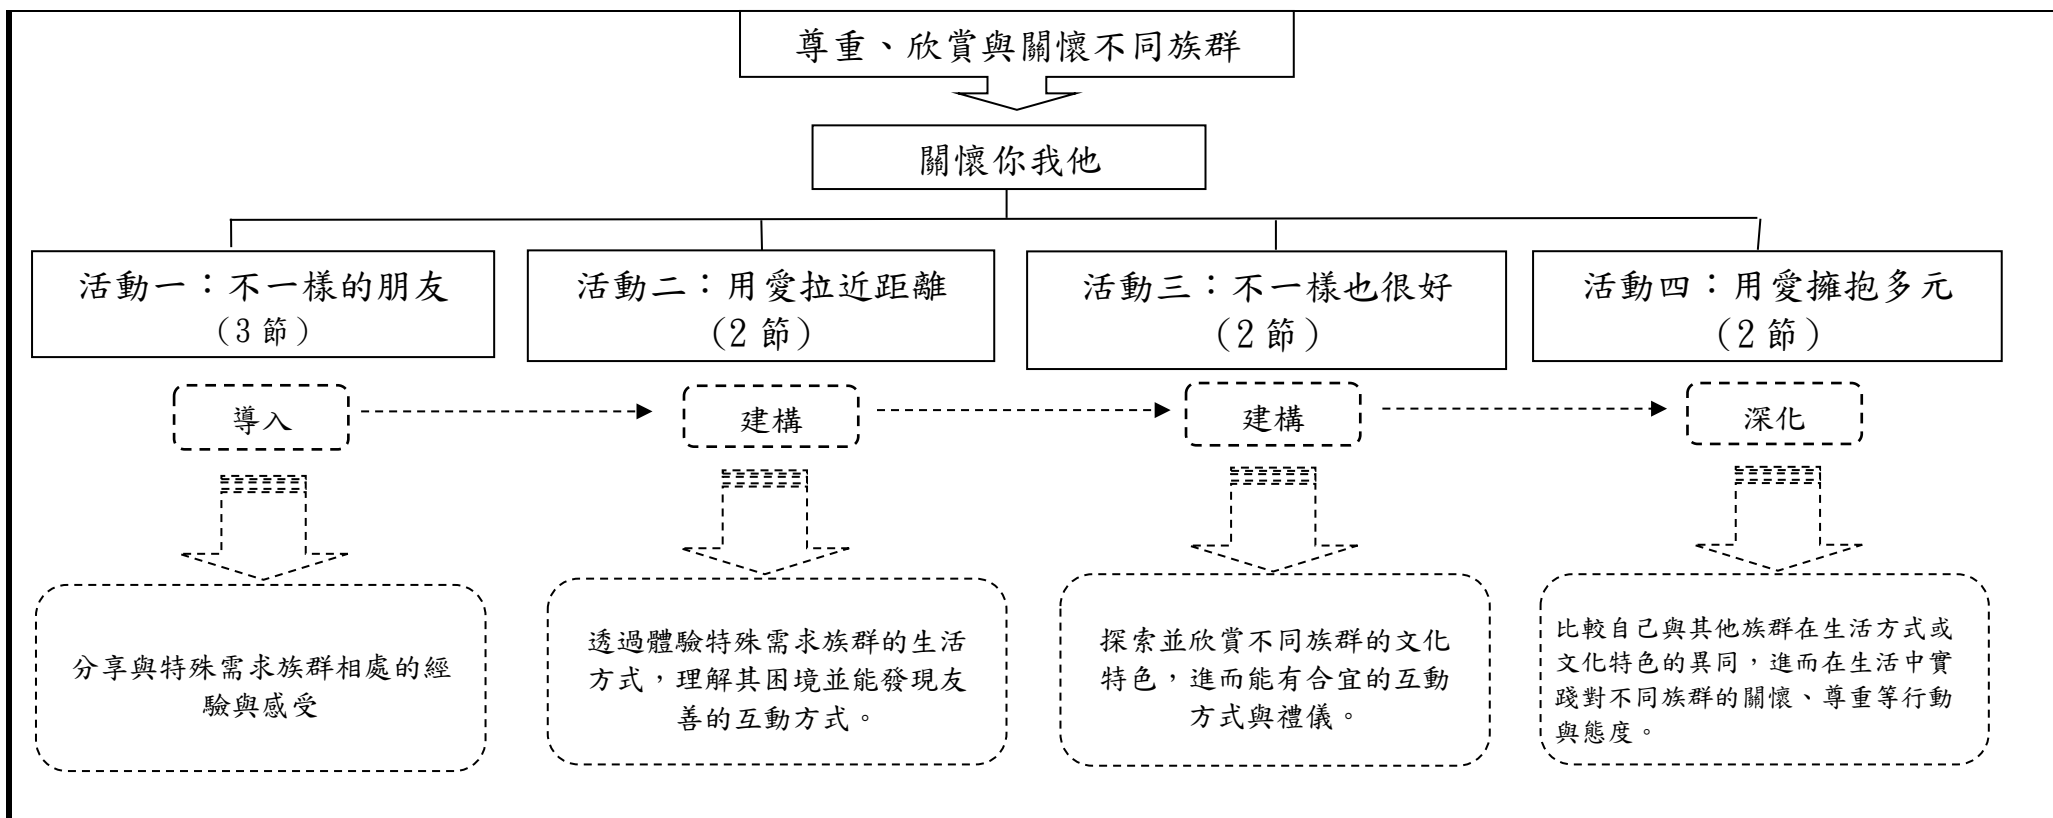 尊重、欣賞與關懷不同族群
關懷你我他
活動一：不一樣的朋友
（3 節）
活動二：用愛拉近距離
（2 節）
活動三：不一樣也很好
（2 節）
活動四：用愛擁抱多元
（2 節）
導入
建構
建構
深化
分享與特殊需求族群相處的經
驗與感受
透過體驗特殊需求族群的生活
方式，理解其困境並能發現友
善的互動方式。
探索並欣賞不同族群的文化
特色，進而能有合宜的互動
方式與禮儀。
比較自己與其他族群在生活方式或
文化特色的異同，進而在生活中實
踐對不同族群的關懷、尊重等行動
與態度。